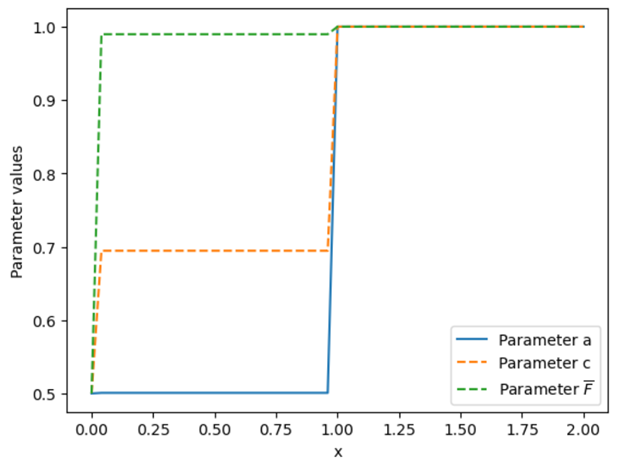 1.0
0.9
0.8
0.7
0.6
0.5
Parameter values
0.00 0.25 0.50 0.75 1.00 1.25 1.50 1.75 2.00
x
Parameter a
Parameter c
Parameter F̅